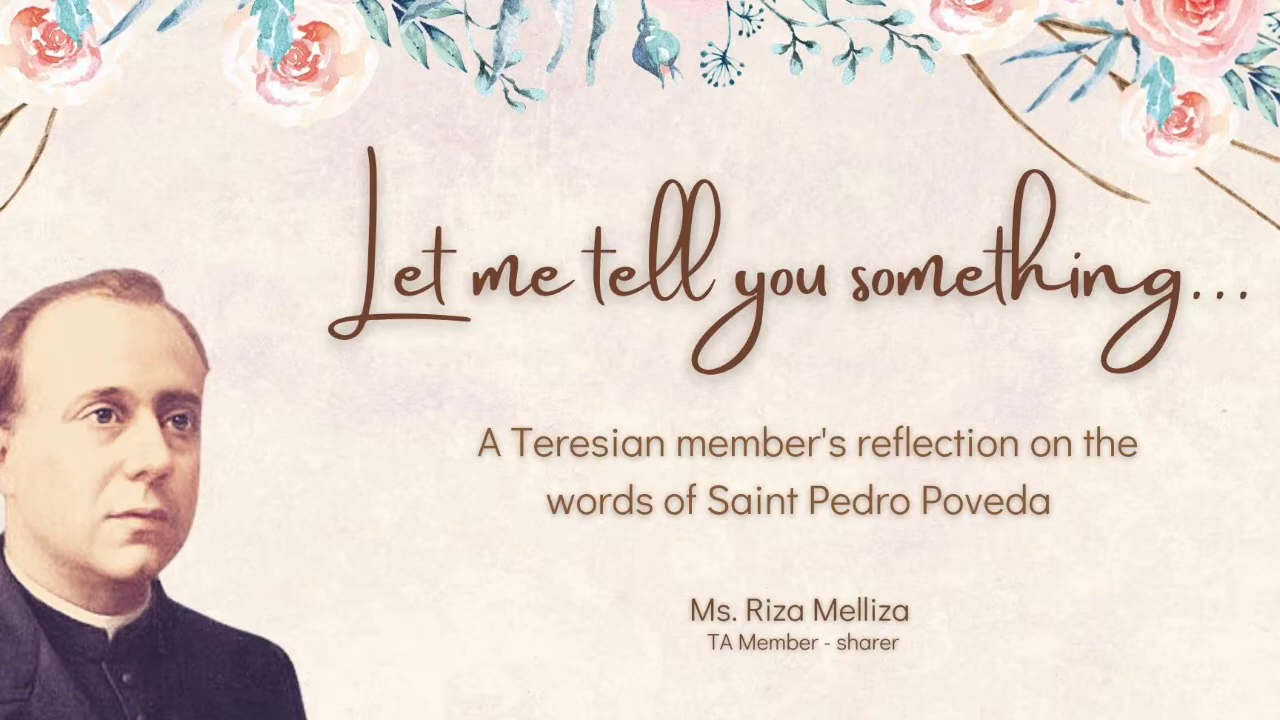 Let me tell you something...
A Teresian member's reflection on the
words of Saint Pedro Poveda
Ms. Riza Melliza
TA Member - sharer